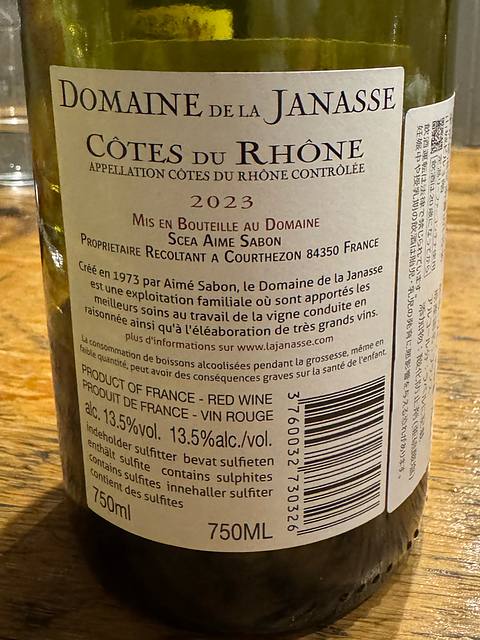 DOMAINE DE LA JANASSE
CÔTES DU RHÔNE
APPELLATION CÔTES DU RHÔNE CONTRÔLÉE
2023
MIS EN BOUTEILLE AU DOMAINE
SCEA AIME SABON
PROPRIETAIRE RECOLTANT A COURTHEZON 84350 FRANCE
Créé en 1973 par Aimé Sabon, le Domaine de la Janasse
est une exploitation familiale où sont apportés les
meilleurs soins au travail de la vigne conduite en
raisonnée ainsi qu'à l'éléaboration de très grands vins.
plus d'informations sur www.lajanasse.com
La consommation de boissons alcoolisées pendant la grossesse, même en
faible quantité, peut avoir des conséquences graves sur la santé de l'enfant.
PRODUCT OF FRANCE - RED WINE
PRODUIT DE FRANCE - VIN ROUGE
alc. 13.5%vol. 13.5%alc./vol.
indeholder sulfitter bevat sulfieten
enthält sulfite contains sulphites
contains sulfites innehaller sulfiter
contient des sulfites
750ml
750ML
3 760032 730326